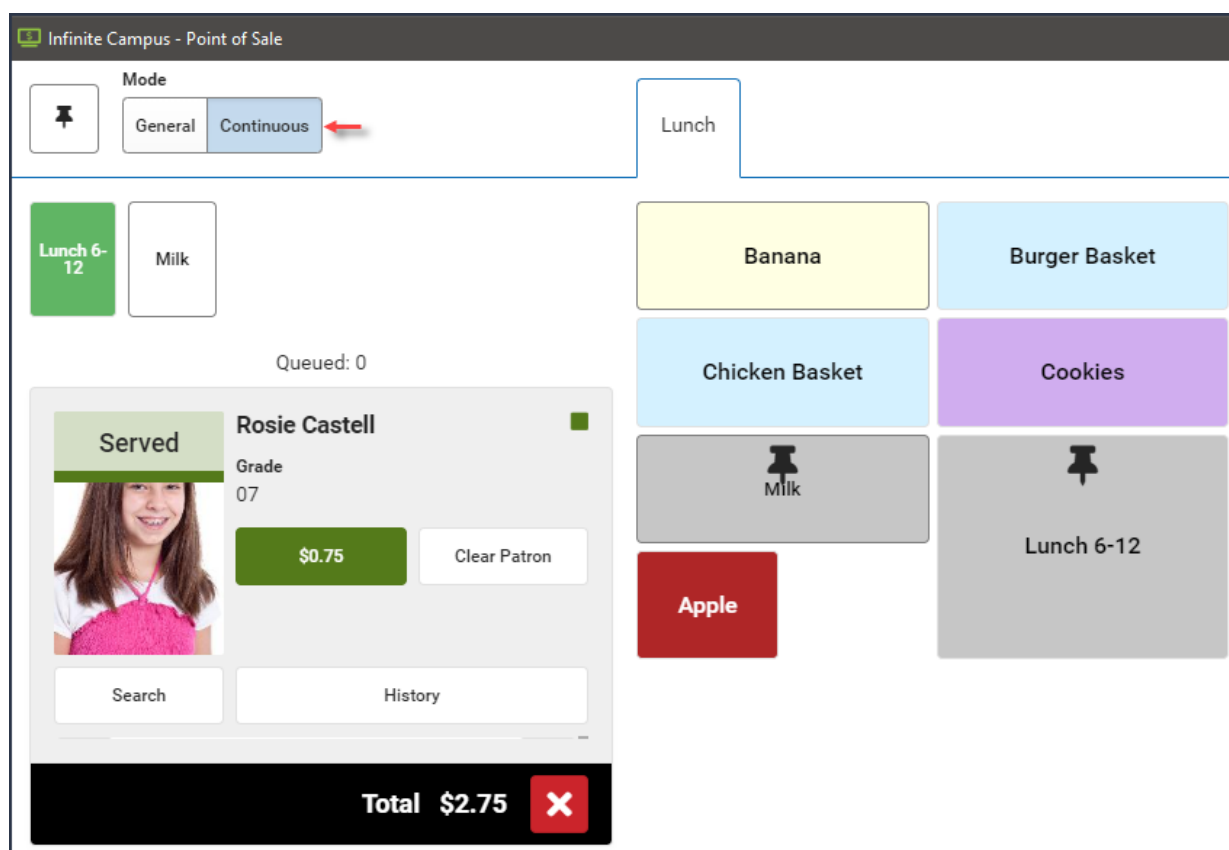 Infinite Campus - Point of Sale
Mode
General
Continuous
Lunch
Lunch 6-
12
Milk
Queued: 0
Served
Rosie Castell
Grade
07
$0.75
Clear Patron
Search
History
Total $2.75
Banana
Burger Basket
Chicken Basket
Cookies
Milk
Lunch 6-12
Apple